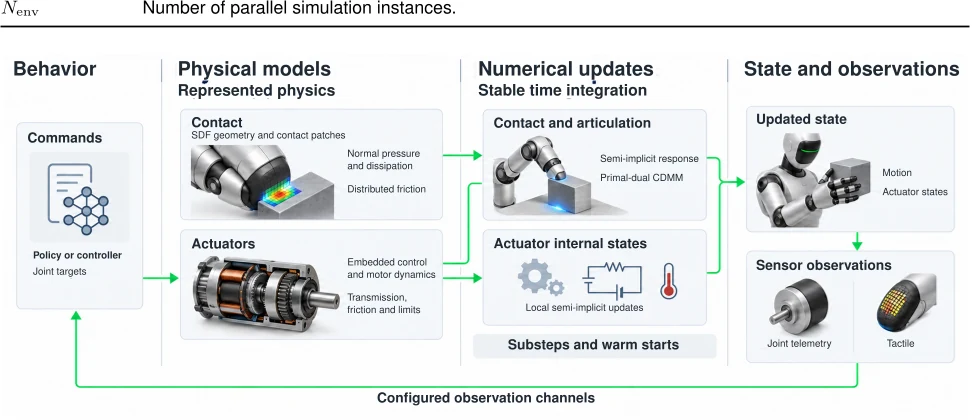 N_env Number of parallel simulation instances.
Behavior
Commands
Policy or controller
Joint targets
Physical models
Represented physics
Contact
SDF geometry and contact patches
Normal pressure
and dissipation
Distributed friction
Actuators
Embedded control
and motor dynamics
Transmission,
friction and limits
Numerical updates
Stable time integration
Contact and articulation
Semi-implicit response
Primal-dual CDMM
Actuator internal states
Local semi-implicit updates
Substeps and warm starts
State and observations
Updated state
Motion
Actuator states
Sensor observations
Joint telemetry
Tactile
Configured observation channels